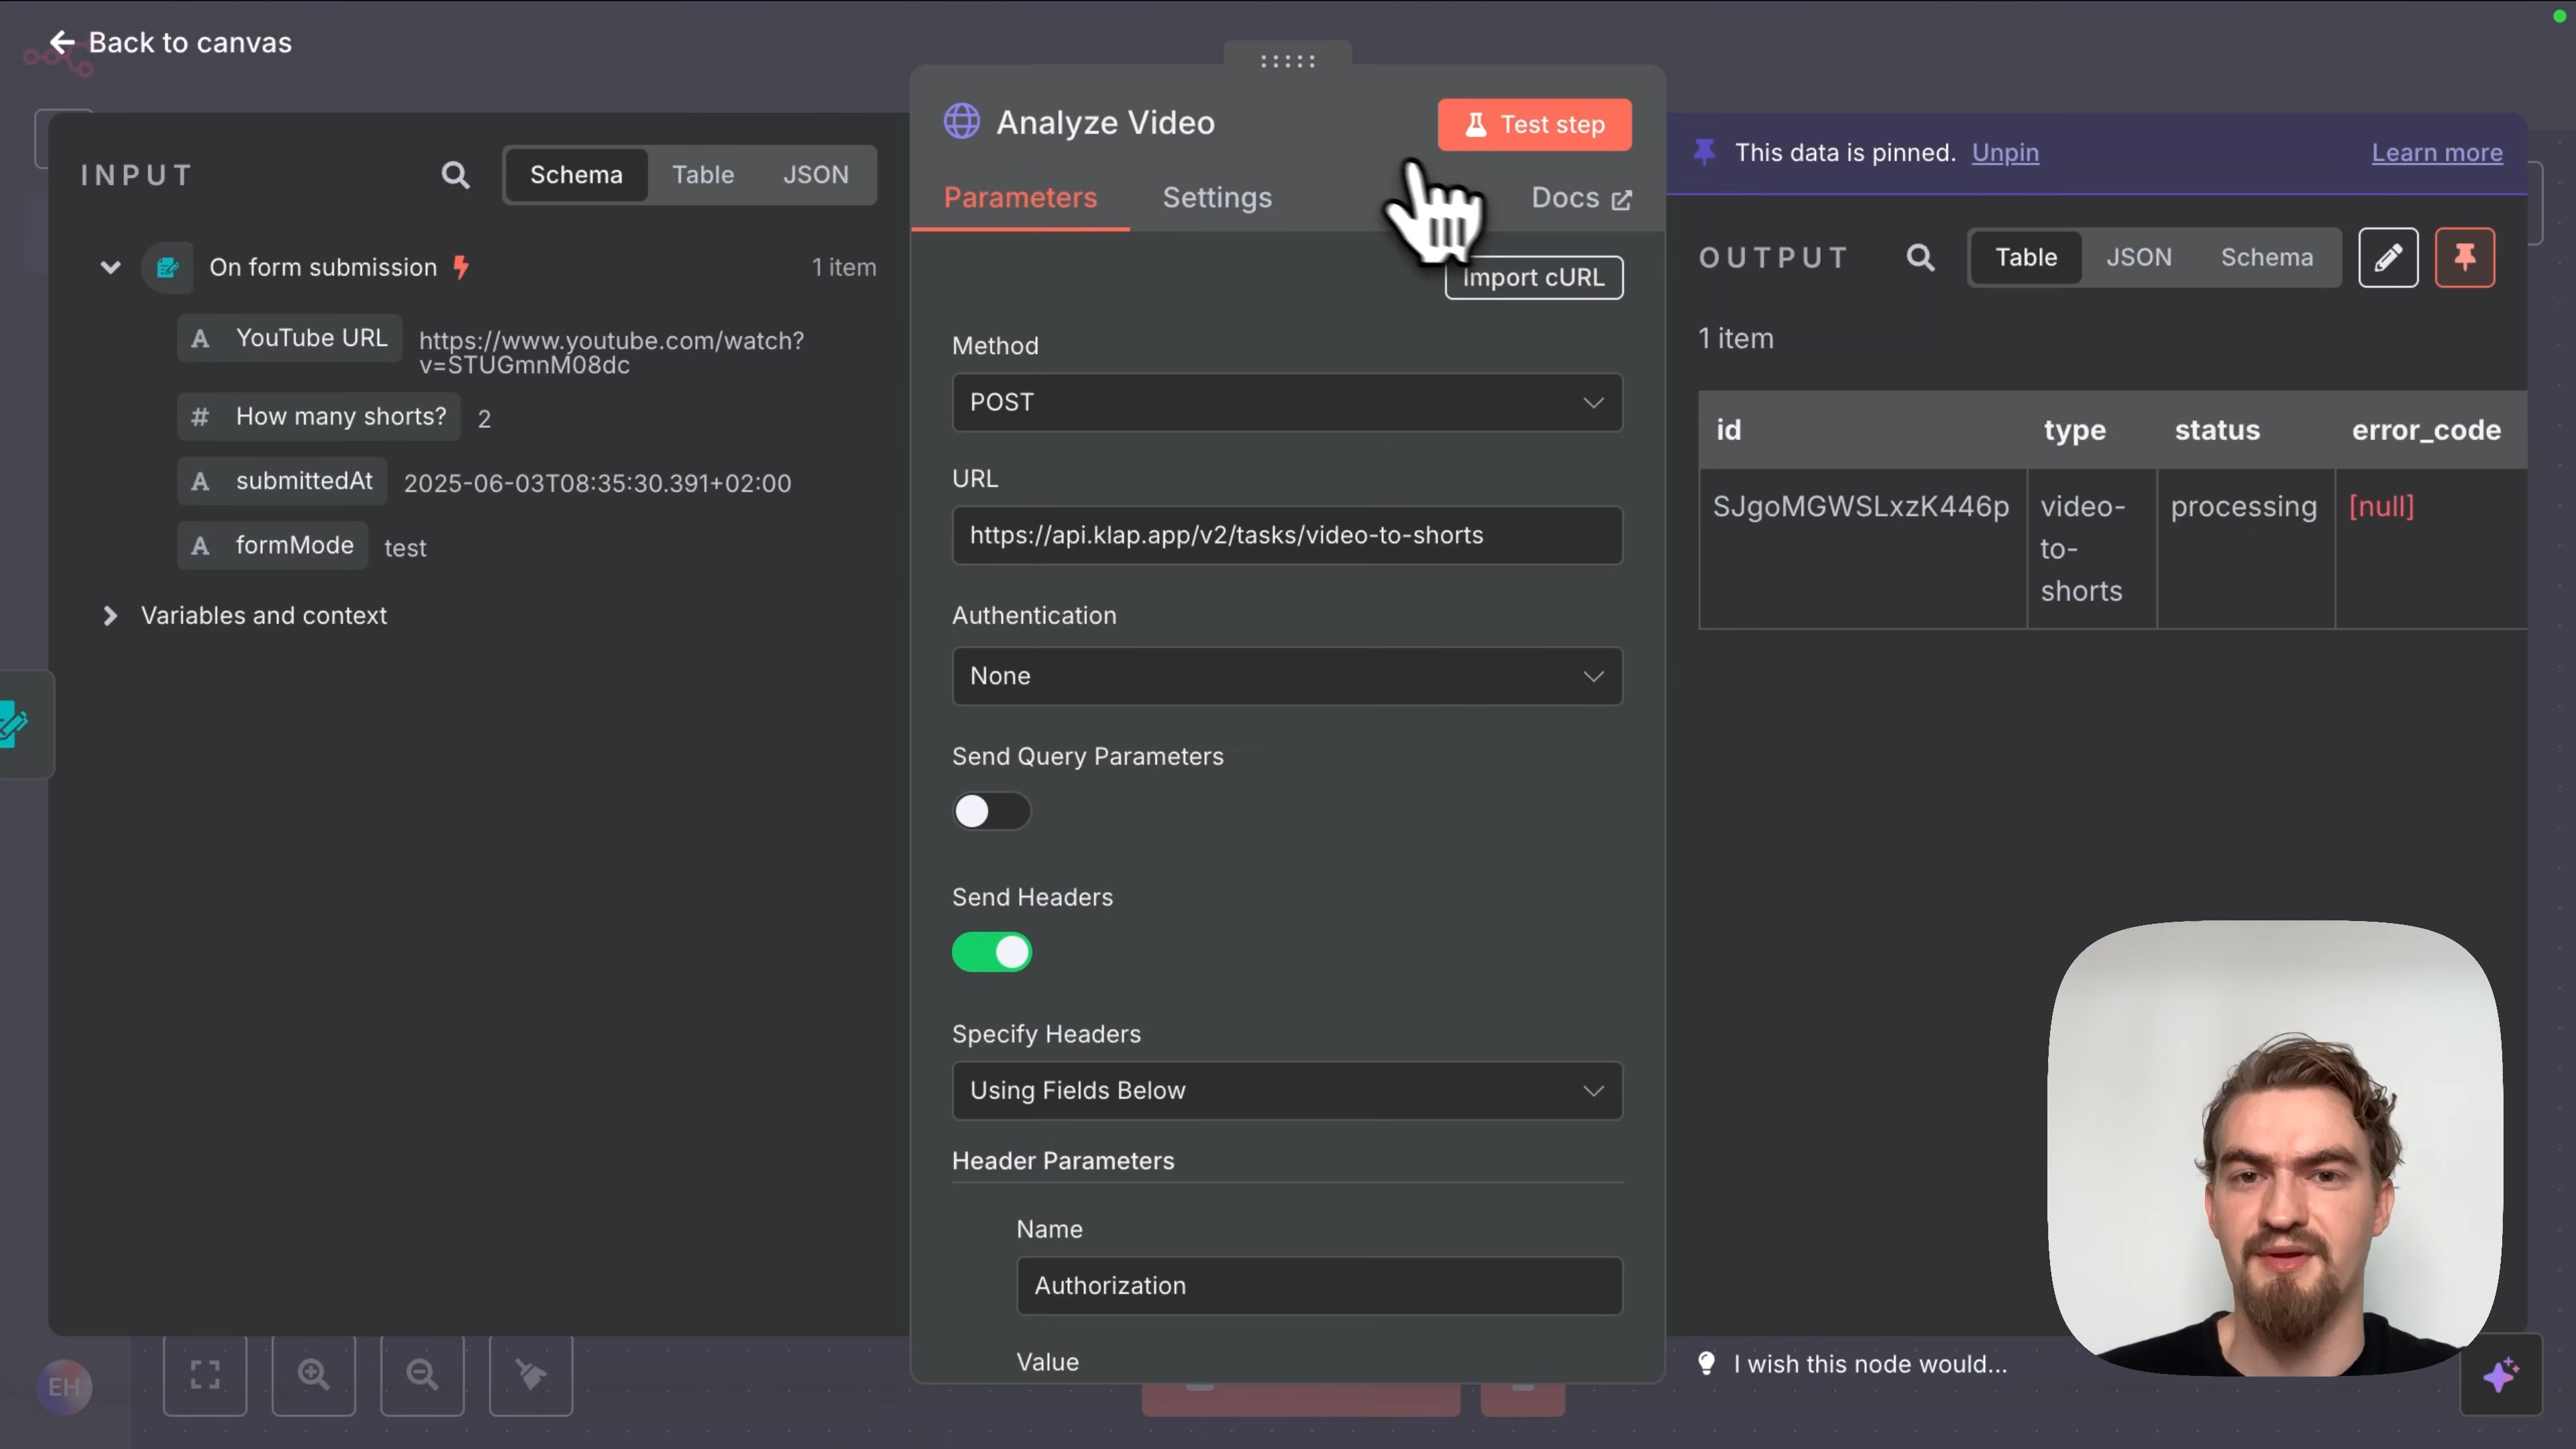 Back to canvas
INPUT
Schema
Table
JSON
On form submission
1 item
A
YouTube URL
https://www.youtube.com/watch?
v=STUGmnM08dc
#
How many shorts?
2
A
submittedAt
2025-06-03T08:35:30.391+02:00
A
formMode
test
Variables and context
EH
Analyze Video
Test step
Parameters
Settings
Docs
Import cURL
Method
POST
URL
https://api.klap.app/v2/tasks/video-to-shorts
Authentication
None
Send Query Parameters
Send Headers
Specify Headers
Using Fields Below
Header Parameters
Name
Authorization
Value
This data is pinned. Unpin
Learn more
OUTPUT
Table
JSON
Schema
1 item
id
type
status
error_code
SJgoMGWSLxzK446p
video-
to-
shorts
processing
[null]
I wish this node would...